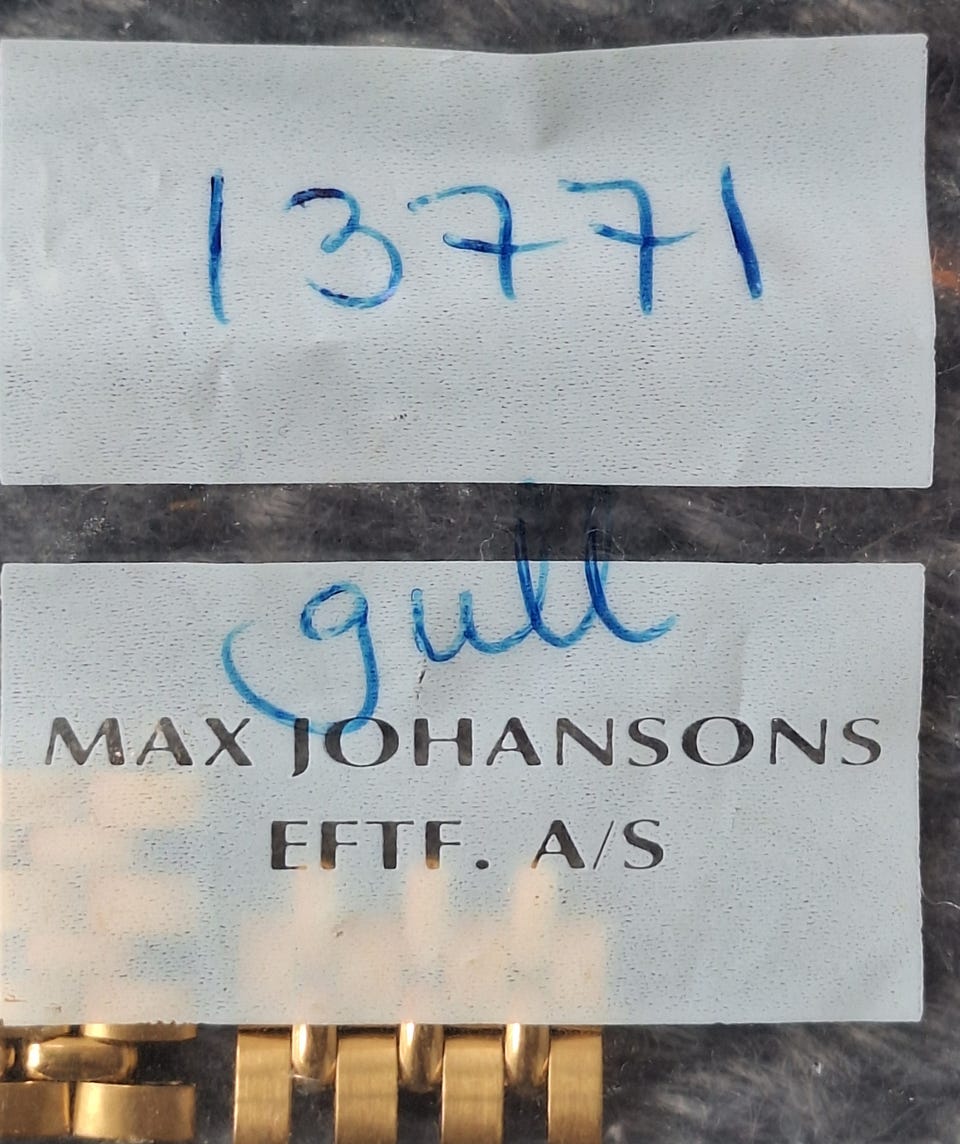 13771
gull
MAX JOHANSONS
EFTF. A/S